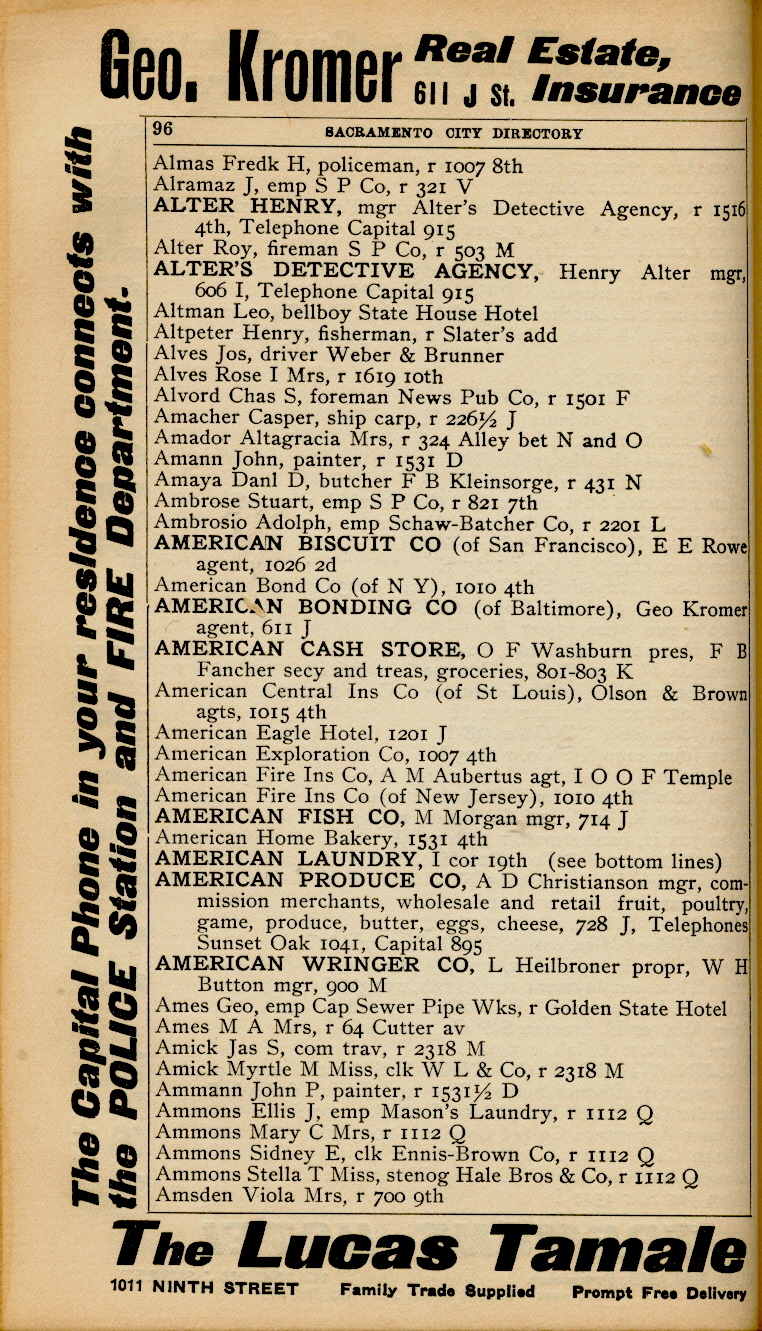 Geo. Kromer Real Estate,
611 J St. Insurance
The Capital Phone in your residence connects with
the POLICE Station and FIRE Department.
96 SACRAMENTO CITY DIRECTORY
Almas Fredk H, policeman, r 1007 8th
Alramaz J, emp S P Co, r 321 V
ALTER HENRY, mgr Alter's Detective Agency, r 1516
4th, Telephone Capital 915
Alter Roy, fireman S P Co, r 503 M
ALTER'S DETECTIVE AGENCY, Henry Alter mgr,
606 I, Telephone Capital 915
Altman Leo, bellboy State House Hotel
Altpeter Henry, fisherman, r Slater's add
Alves Jos, driver Weber & Brunner
Alves Rose I Mrs, r 1619 10th
Alvord Chas S, foreman News Pub Co, r 1501 F
Amacher Casper, ship carp, r 226½ J
Amador Altagracia Mrs, r 324 Alley bet N and O
Amann John, painter, r 1531 D
Amaya Danl D, butcher F B Kleinsorge, r 431 N
Ambrose Stuart, emp S P Co, r 821 7th
Ambrosio Adolph, emp Schaw-Batcher Co, r 2201 L
AMERICAN BISCUIT CO (of San Francisco), E E Rowe
agent, 1026 2d
American Bond Co (of N Y), 1010 4th
AMERICAN BONDING CO (of Baltimore), Geo Kromer
agent, 611 J
AMERICAN CASH STORE, O F Washburn pres, F B
Fancher secy and treas, groceries, 801-803 K
American Central Ins Co (of St Louis), Olson & Brown
agts, 1015 4th
American Eagle Hotel, 1201 J
American Exploration Co, 1007 4th
American Fire Ins Co, A M Aubertus agt, I O O F Temple
American Fire Ins Co (of New Jersey), 1010 4th
AMERICAN FISH CO, M Morgan mgr, 714 J
American Home Bakery, 1531 4th
AMERICAN LAUNDRY, I cor 19th (see bottom lines)
AMERICAN PRODUCE CO, A D Christianson mgr, com-
mission merchants, wholesale and retail fruit, poultry,
game, produce, butter, eggs, cheese, 728 J, Telephones
Sunset Oak 1041, Capital 895
AMERICAN WRINGER CO, L Heilbroner propr, W H
Button mgr, 900 M
Ames Geo, emp Cap Sewer Pipe Wks, r Golden State Hotel
Ames M A Mrs, r 64 Cutter av
Amick Jas S, com trav, r 2318 M
Amick Myrtle M Miss, clk W L & Co, r 2318 M
Ammann John P, painter, r 1531½ D
Ammons Ellis J, emp Mason's Laundry, r 1112 Q
Ammons Mary C Mrs, r 1112 Q
Ammons Sidney E, clk Ennis-Brown Co, r 1112 Q
Ammons Stella T Miss, stenog Hale Bros & Co, r 1112 Q
Amsden Viola Mrs, r 700 9th
The Lucas Tamale
1011 NINTH STREET Family Trade Supplied Prompt Free Delivery